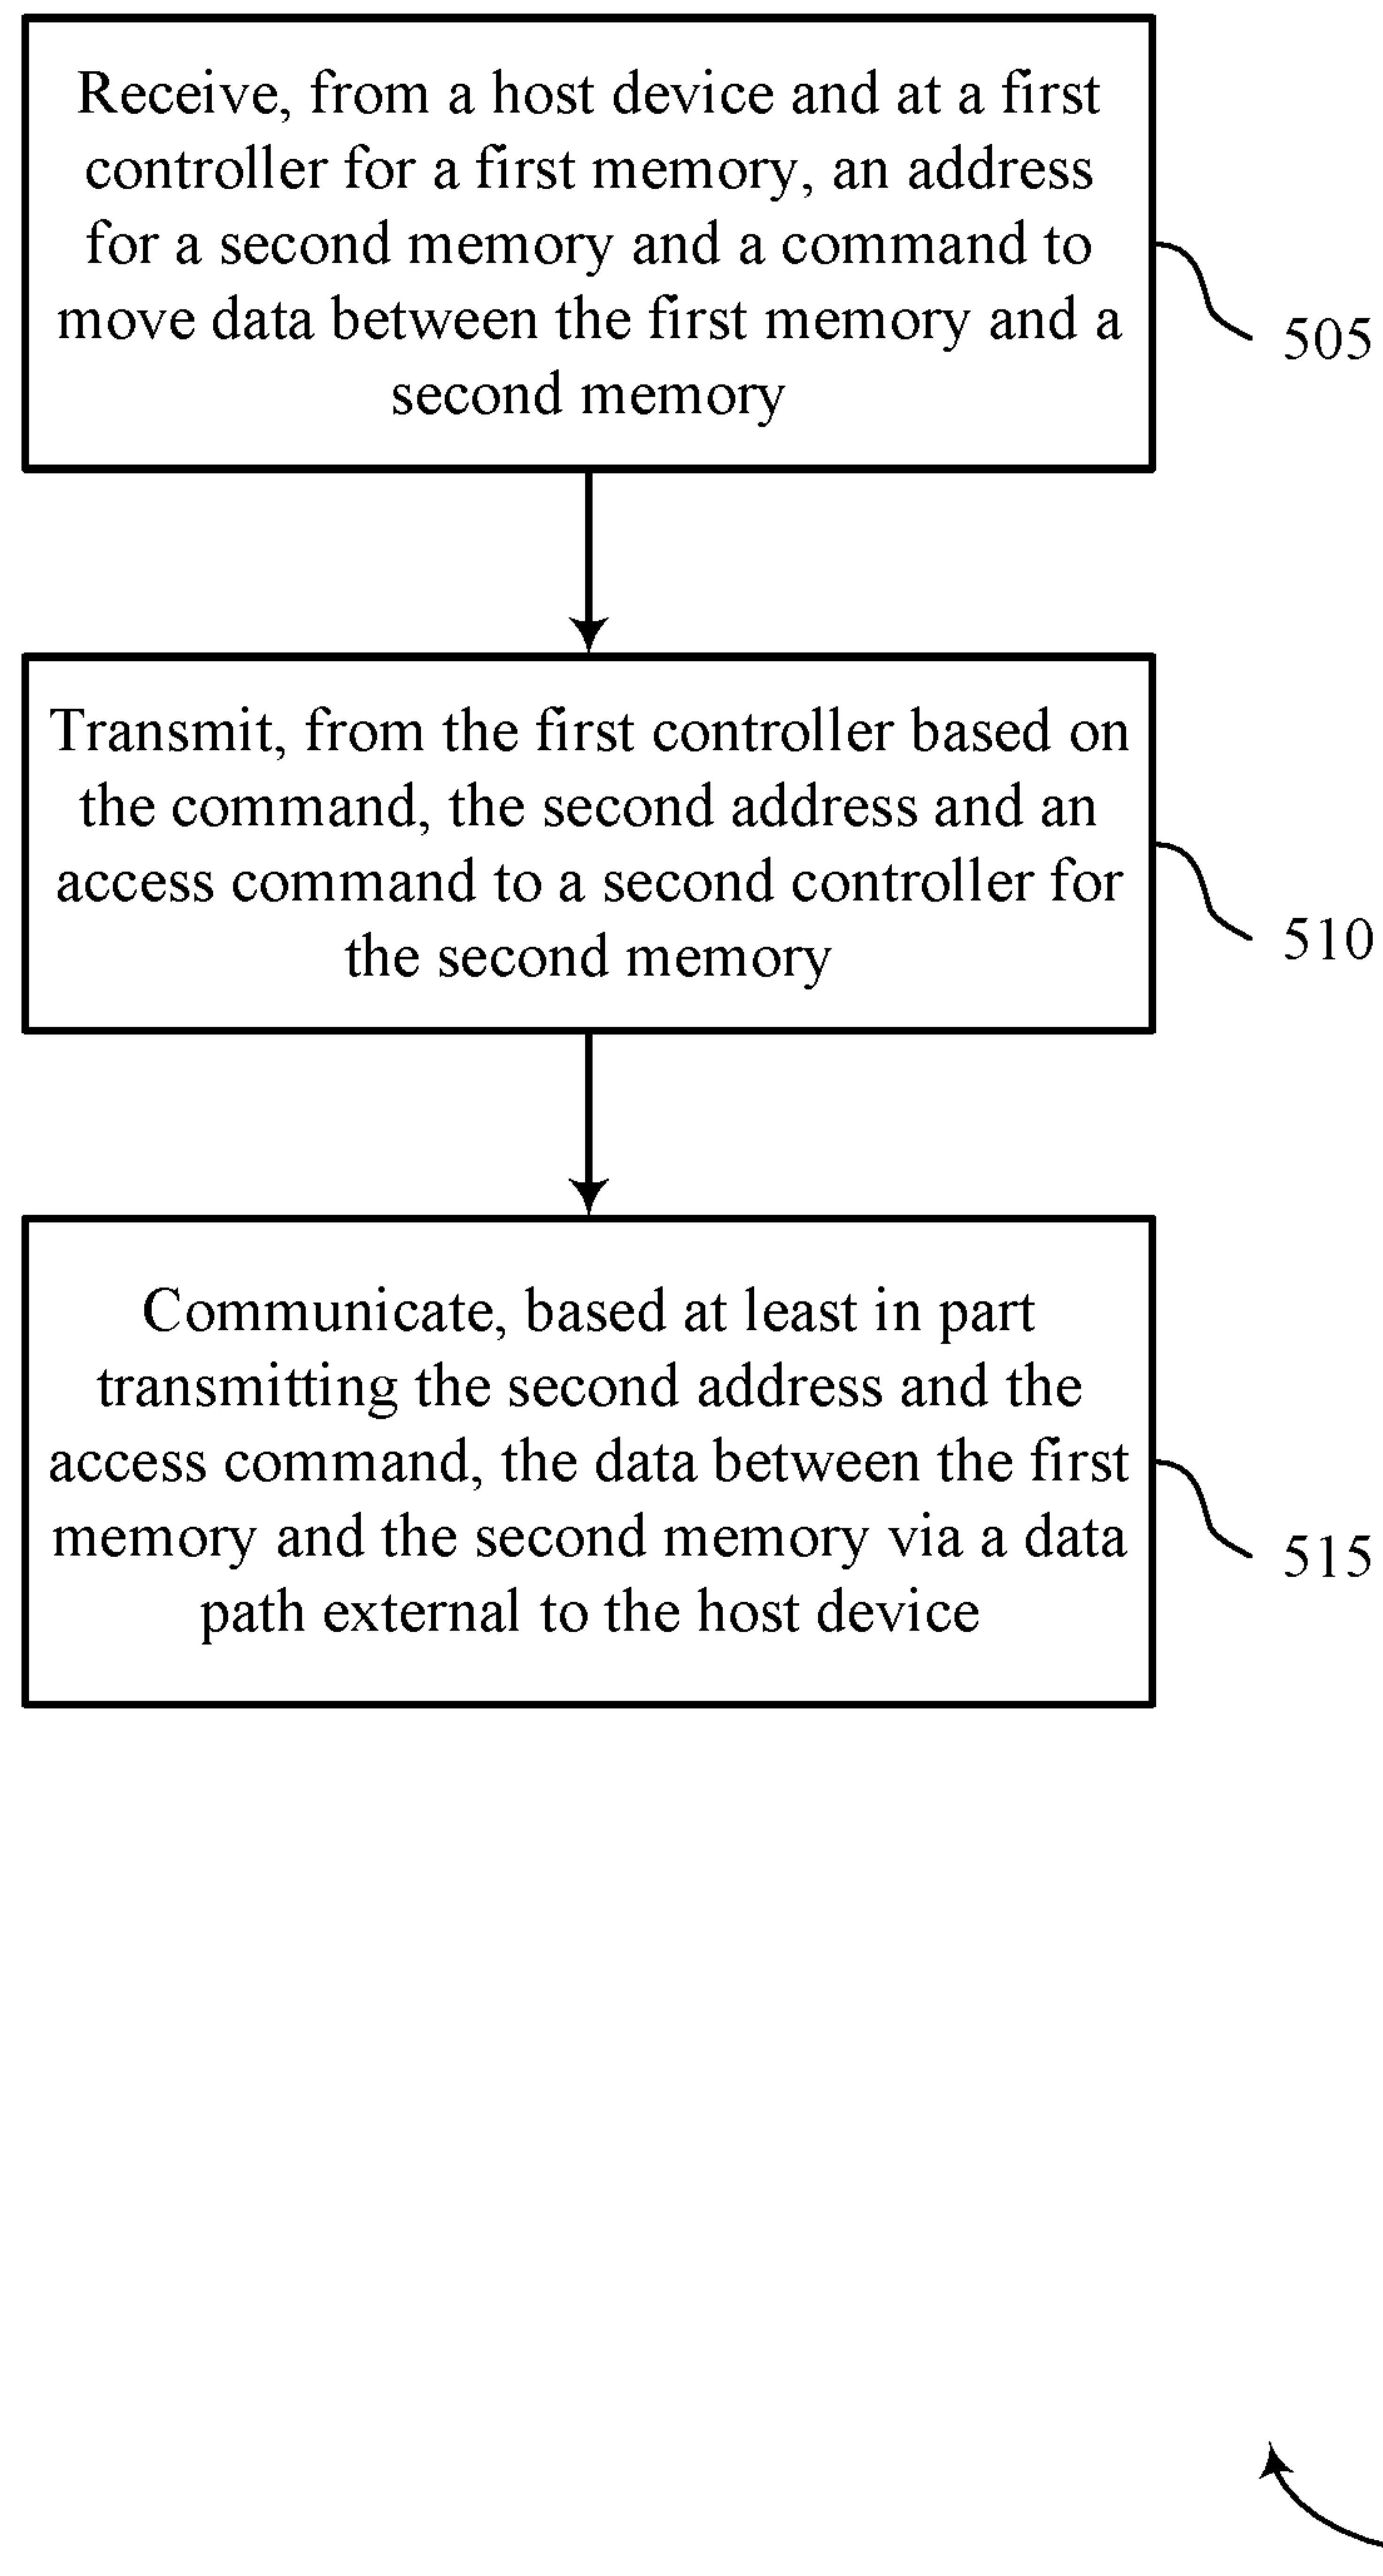 Receive, from a host device and at a first
controller for a first memory, an address
for a second memory and a command to
move data between the first memory and a
second memory
505
Transmit, from the first controller based on
the command, the second address and an
access command to a second controller for
the second memory
510
Communicate, based at least in part
transmitting the second address and the
access command, the data between the first
memory and the second memory via a data
path external to the host device
515